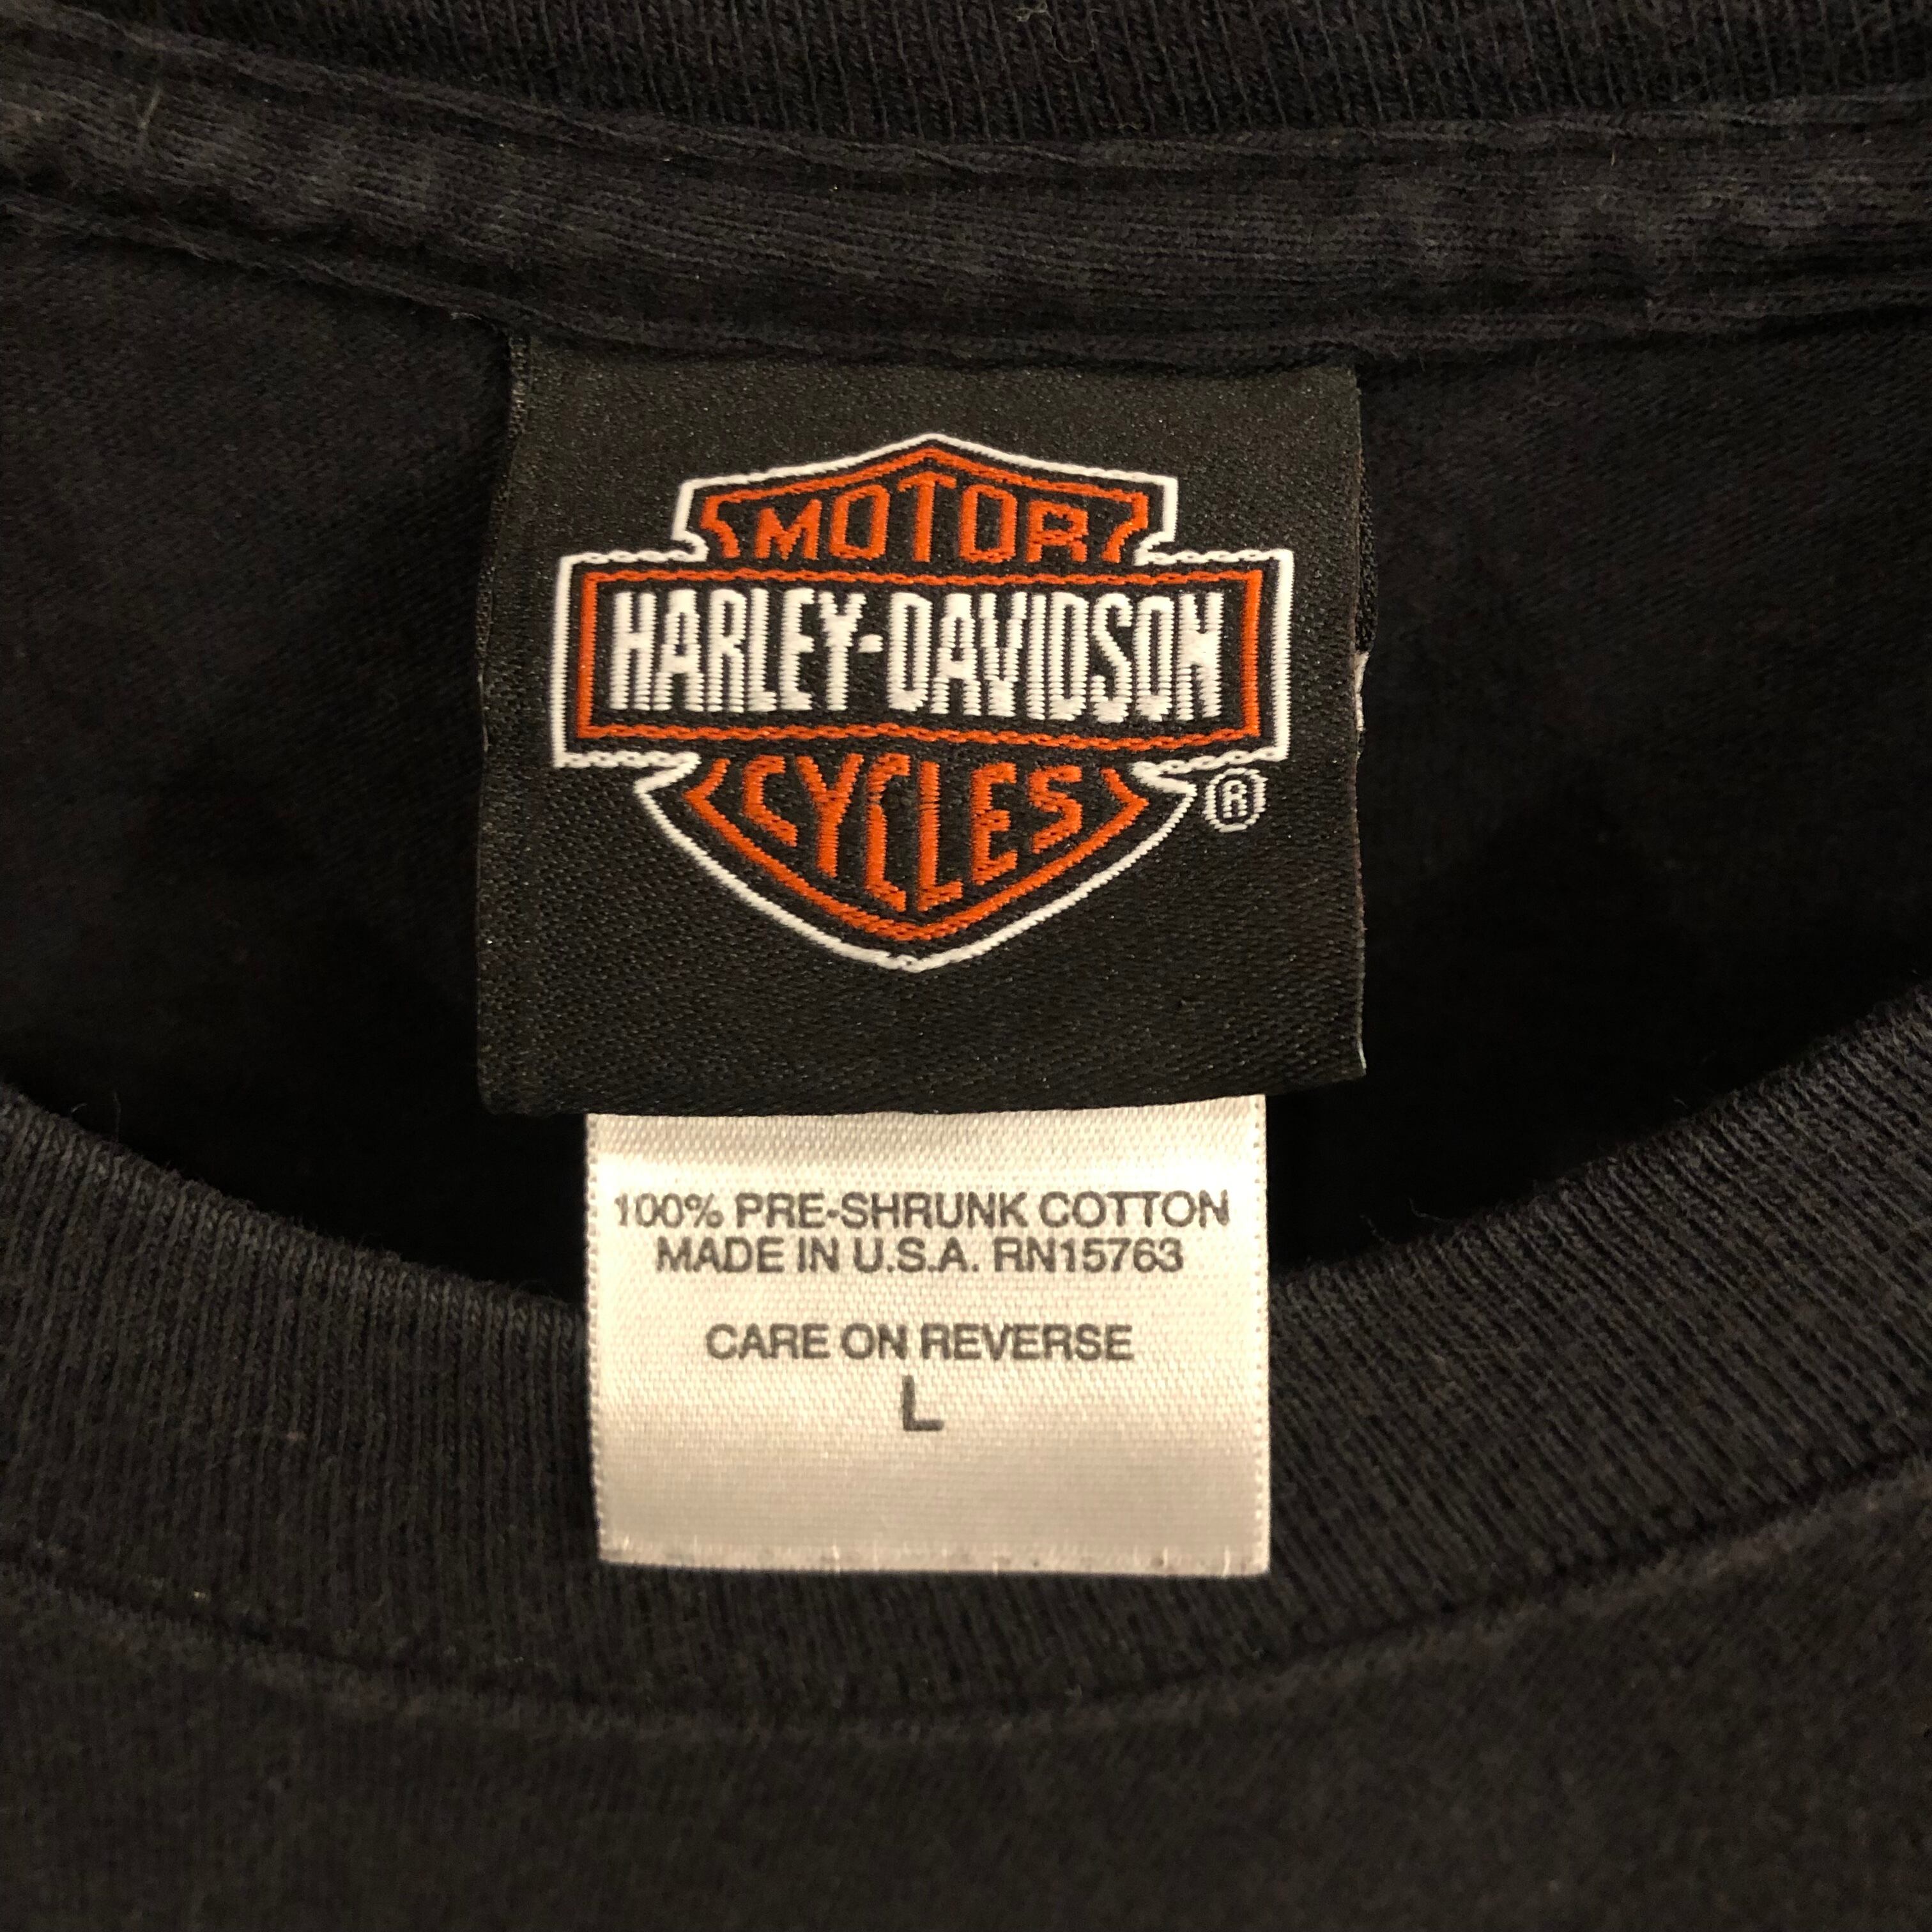 MOTOR
HARLEY-DAVIDSON
CYCLES
®
100% PRE-SHRUNK COTTON
MADE IN U.S.A. RN15763
CARE ON REVERSE
L